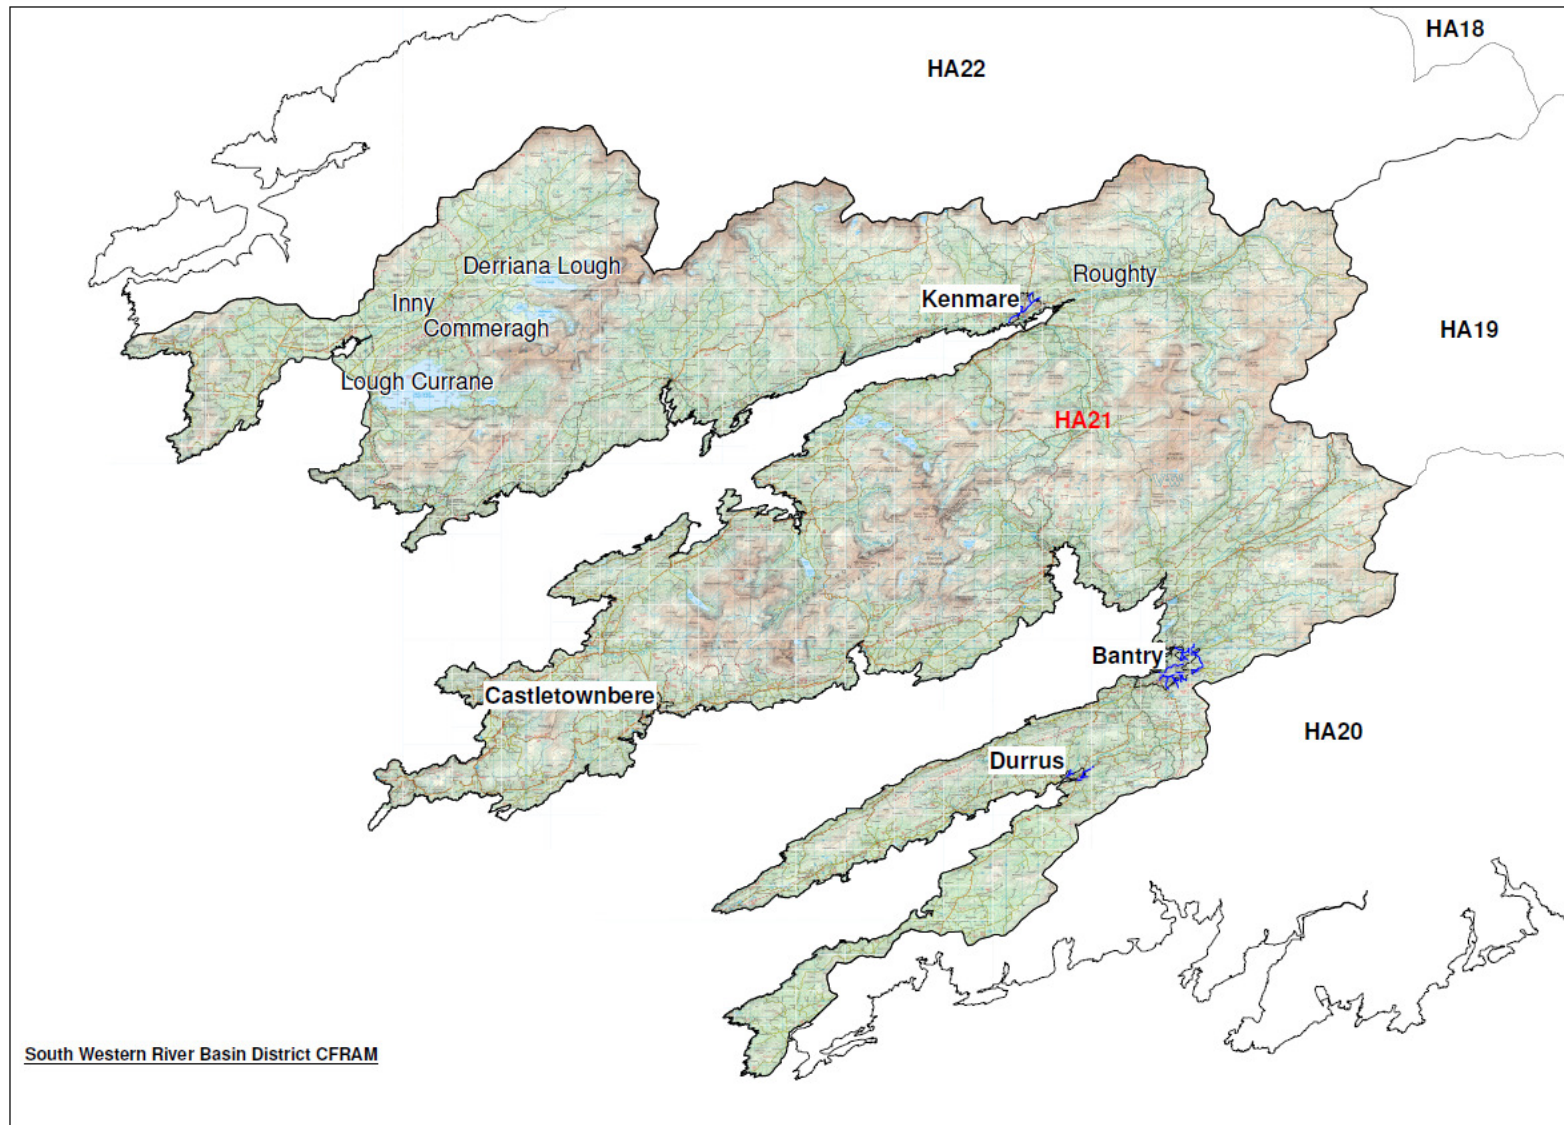 HA18
HA22
Derriana Lough
Roughty
Kenmare
Inny
Commeragh
HA19
Lough Currane
HA21
Bantry
Castletownbere
HA20
Durrus
South Western River Basin District CFRAM